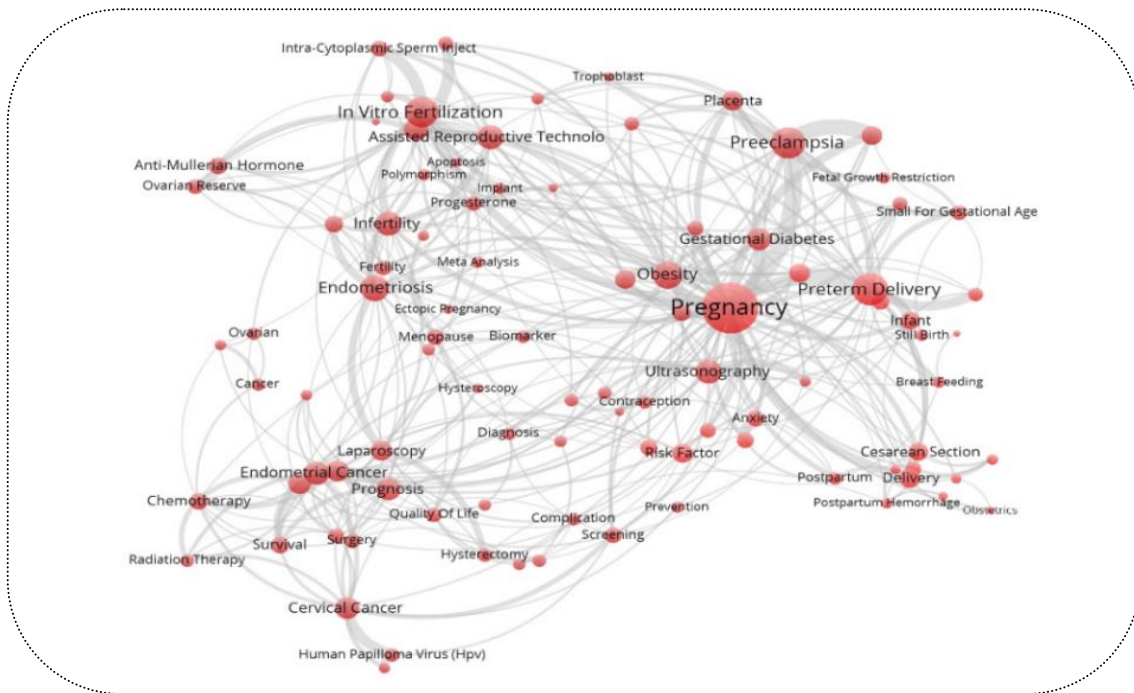 Intra-Cytoplasmic Sperm Inject
Trophoblast
Placenta
In Vitro Fertilization
Assisted Reproductive Technolo
Preeclampsia
Anti-Mullerian Hormone
Apoptosis
Polymorphism
Fetal Growth Restriction
Ovarian Reserve
Implant
Progesterone
Small For Gestational Age
Infertility
Gestational Diabetes
Meta Analysis
Fertility
Obesity
Endometriosis
Preterm Delivery
Pregnancy
Ectopic Pregnancy
Infant
Ovarian
Menopause
Biomarker
Still Birth
Ultrasonography
Cancer
Hysteroscopy
Breast Feeding
Contraception
Anxiety
Diagnosis
Laparoscopy
Risk Factor
Cesarean Section
Endometrial Cancer
Prognosis
Postpartum
Delivery
Chemotherapy
Quality Of Life
Prevention
Postpartum Hemorrhage
Obstetrics
Complication
Screening
Survival
Surgery
Radiation Therapy
Hysterectomy
Cervical Cancer
Human Papilloma Virus (Hpv)